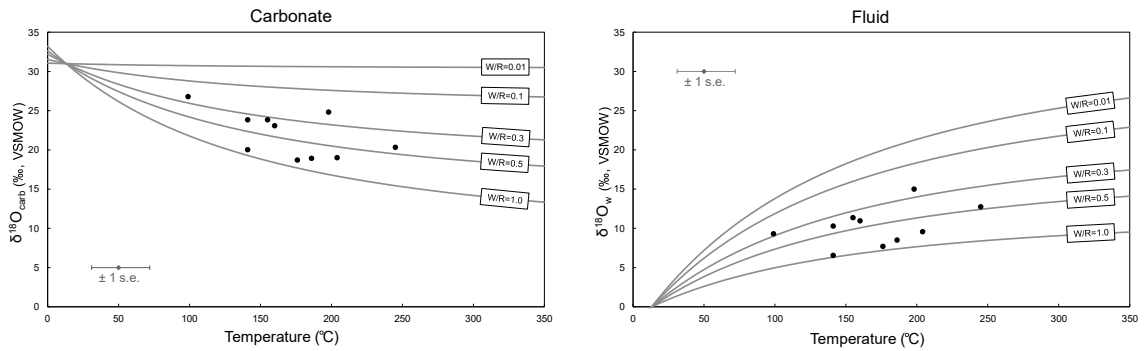 Carbonate
35
30
25
20
15
10
5
0
0 50 100 150 200 250 300 350
δ¹⁸Ocarb (‰, VSMOW)
Temperature (℃)
W/R=0.01
W/R=0.1
W/R=0.3
W/R=0.5
W/R=1.0
± 1 s.e.
Fluid
35
30
25
20
15
10
5
0
0 50 100 150 200 250 300 350
δ¹⁸Ow (‰, VSMOW)
Temperature (℃)
± 1 s.e.
W/R=0.01
W/R=0.1
W/R=0.3
W/R=0.5
W/R=1.0